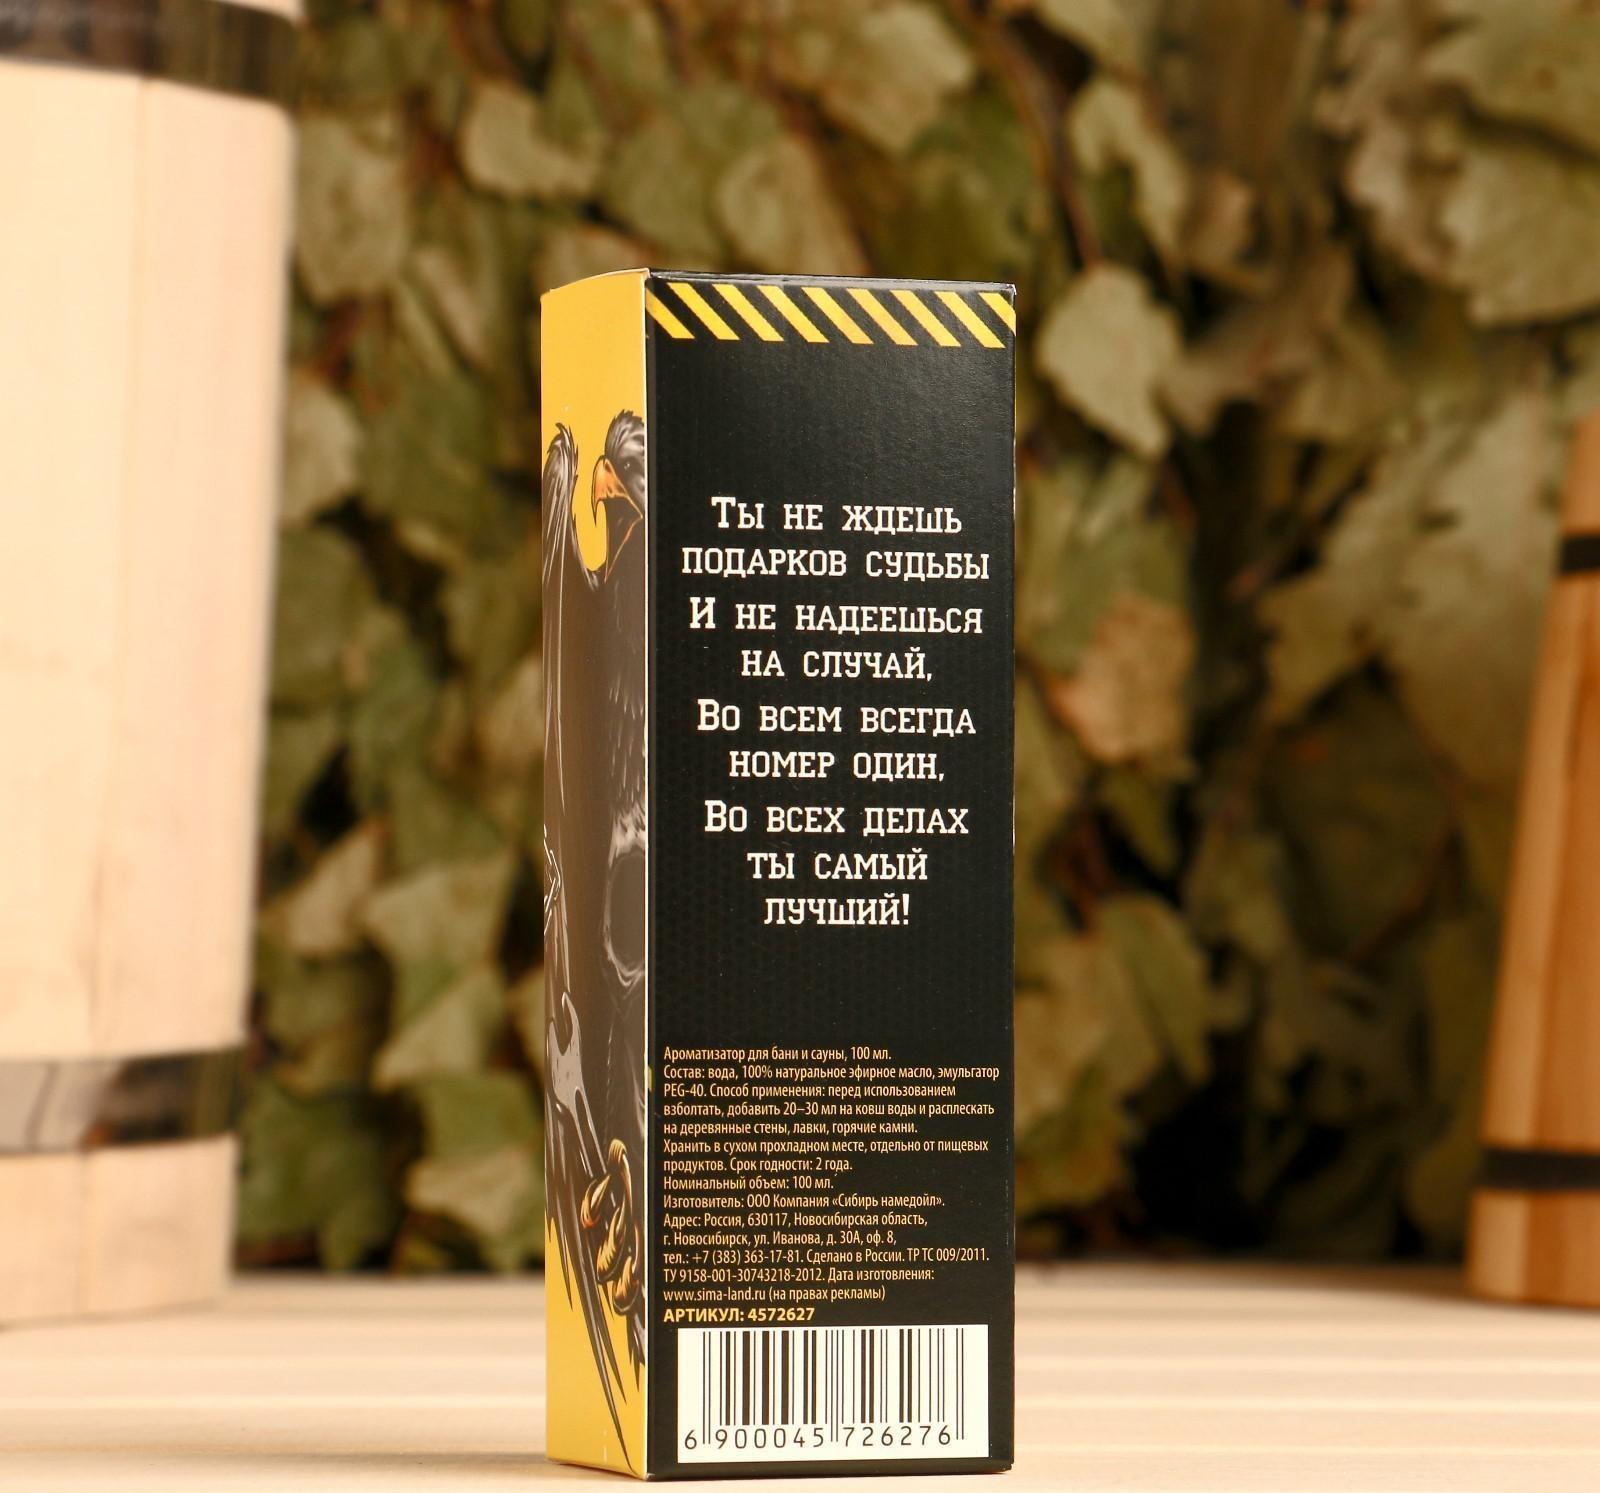 Ты не ждешь
подарков судьбы
И не надеешься
на случай,
Во всем всегда
номер один,
Во всех делах
ты самый
лучший!
Ароматизатор для бани и сауны, 100 мл.
Состав: вода, 100% натуральное эфирное масло, эмульгатор
PEG-40. Способ применения: перед использованием
взболтать, добавить 20–30 мл на ковш воды и расплескать
на деревянные стены, лавки, горячие камни.
Хранить в сухом прохладном месте, отдельно от пищевых
продуктов. Срок годности: 2 года.
Номинальный объем: 100 мл.
Изготовитель: ООО Компания «Сибирь намедойл».
Адрес: Россия, 630117, Новосибирская область,
г. Новосибирск, ул. Иванова, д. 30А, оф. 8,
тел.: +7 (383) 363-17-81. Сделано в России. ТР ТС 009/2011.
ТУ 9158-001-30743218-2012. Дата изготовления:
www.sima-land.ru (на правах рекламы)
АРТИКУЛ: 4572627
6 900045 726276